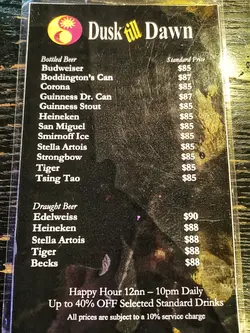 Dusk till Dawn
Bottled Beer Standard Price
Budweiser $85
Boddington's Can $87
Corona $85
Guinness Dr. Can $87
Guinness Stout $85
Heineken $85
San Miguel $85
Smirnoff Ice $85
Stella Artois $85
Strongbow $85
Tiger $85
Tsing Tao $85
Draught Beer
Edelweiss $90
Heineken $88
Stella Artois $88
Tiger $88
Becks $88
Happy Hour 12nn – 10pm Daily
Up to 40% OFF Selected Standard Drinks
All prices are subject to a 10% service charge